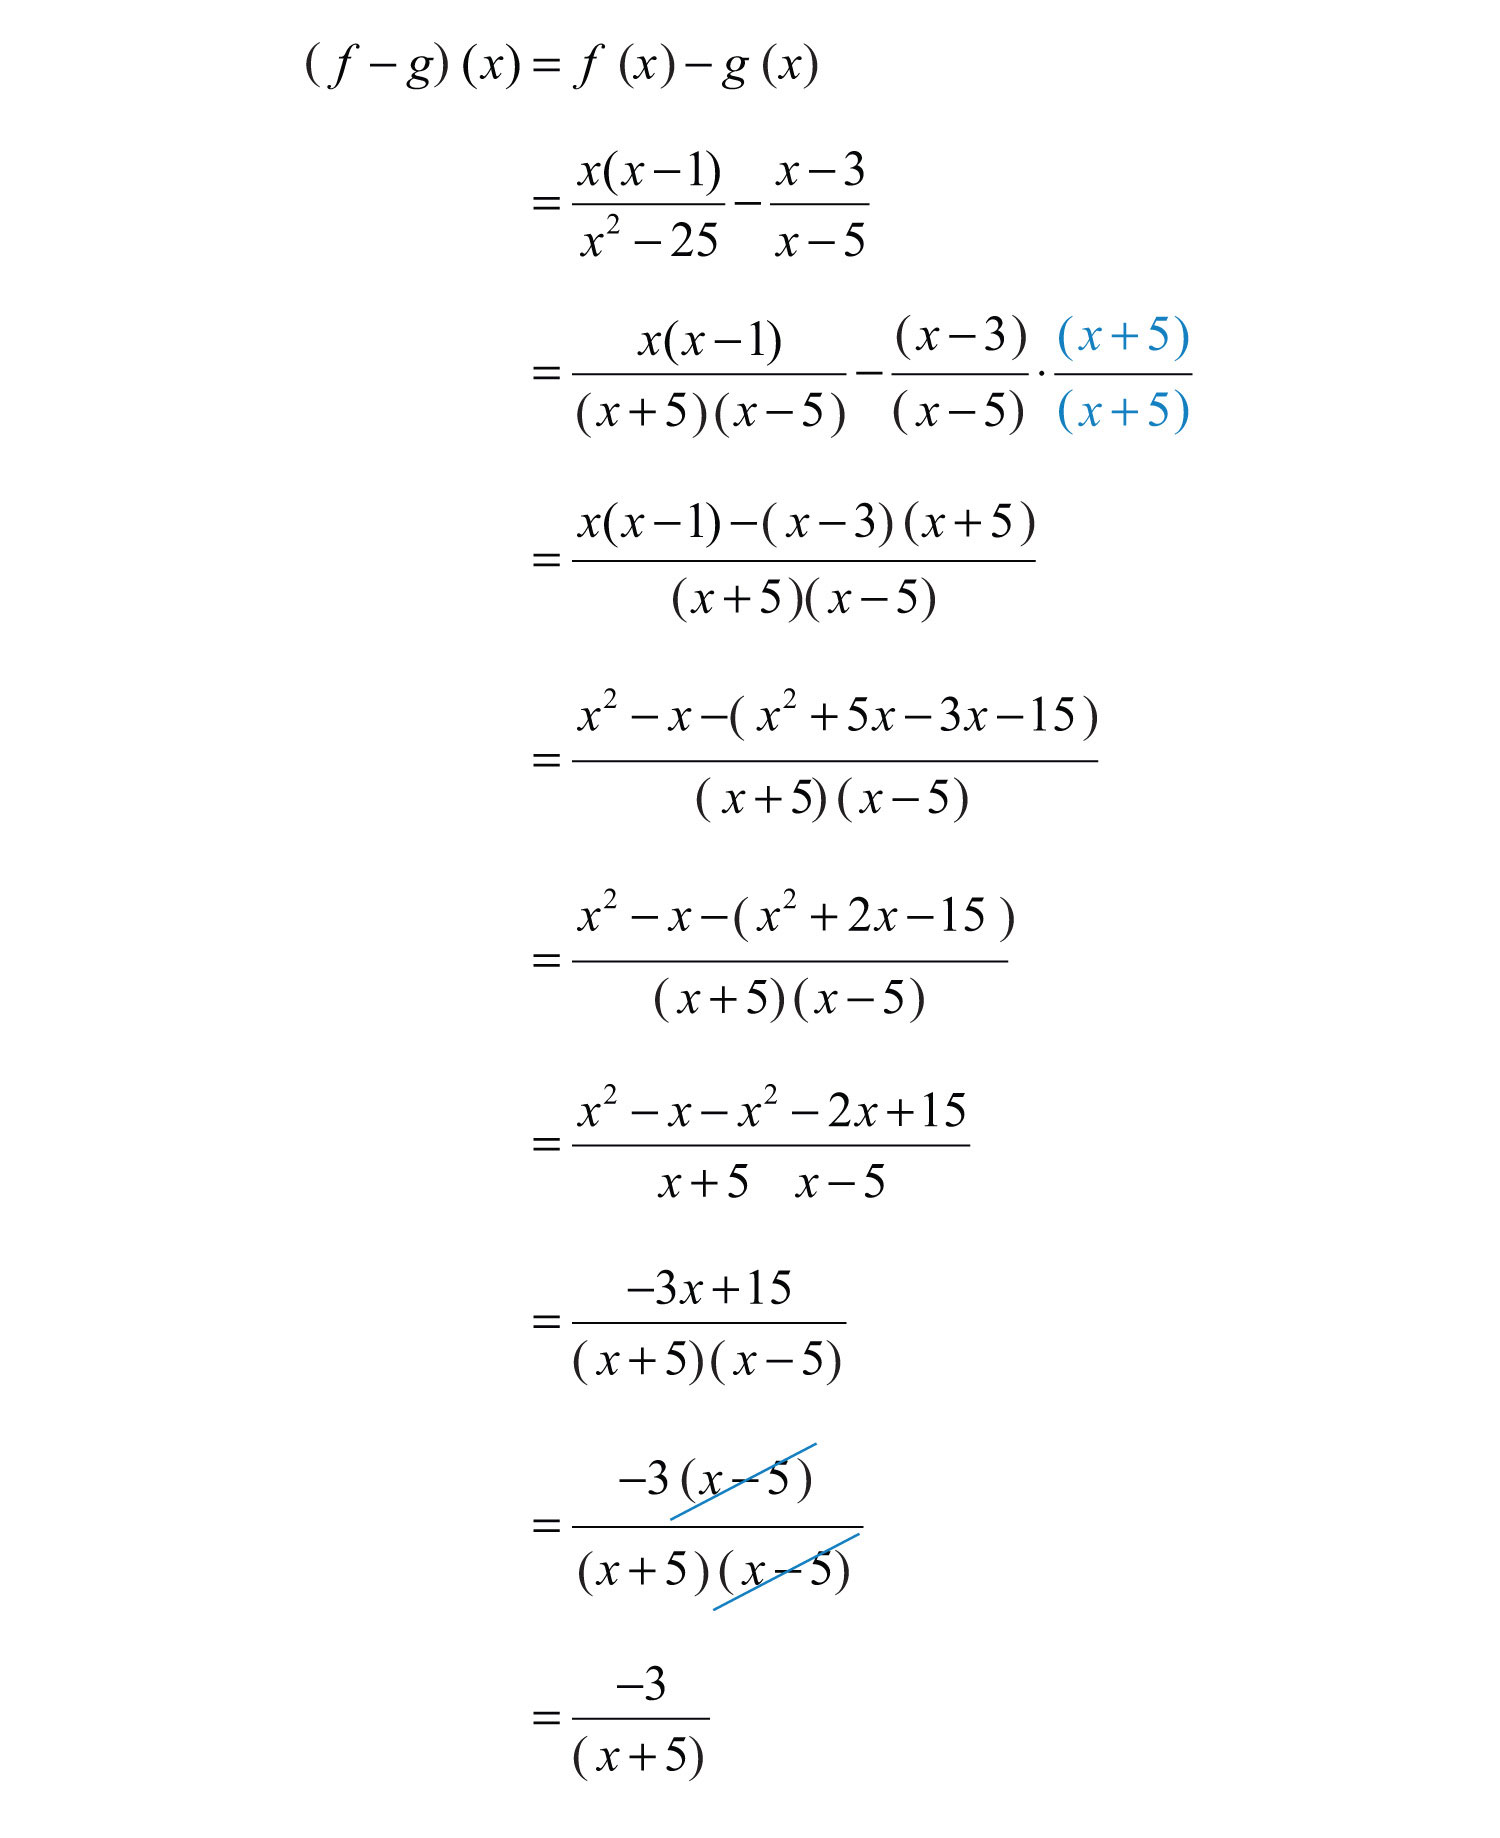 (f − g)(x) = f(x) − g(x)
= x(x − 1)/x² − 25 − x − 3/x − 5
= x(x − 1)/(x + 5)(x − 5) − (x − 3)/(x − 5) · (x + 5)/(x + 5)
= x(x − 1) − (x − 3)(x + 5)/(x + 5)(x − 5)
= x² − x − (x² + 5x − 3x − 15)/(x + 5)(x − 5)
= x² − x − (x² + 2x − 15)/(x + 5)(x − 5)
= x² − x − x² − 2x + 15/x + 5 x − 5
= −3x + 15/(x + 5)(x − 5)
= −3(x − 5)/(x + 5)(x − 5)
= −3/(x + 5)